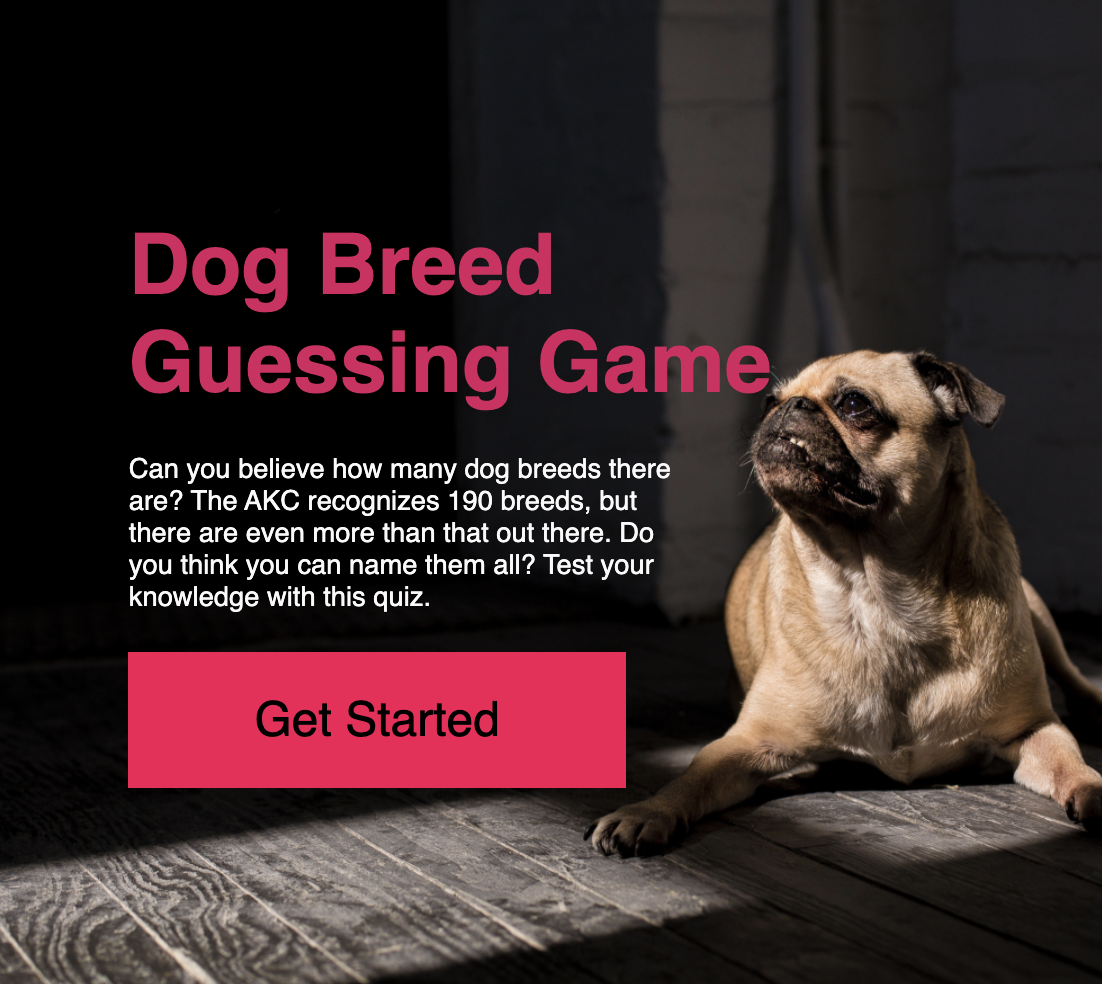 Dog Breed
Guessing Game
Can you believe how many dog breeds there
are? The AKC recognizes 190 breeds, but
there are even more than that out there. Do
you think you can name them all? Test your
knowledge with this quiz.
Get Started